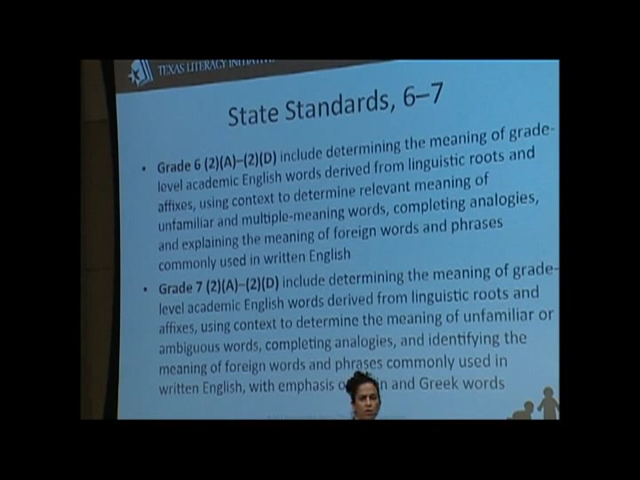 TEXAS LITERACY INITIATIVE
State Standards, 6–7
• Grade 6 (2)(A)–(2)(D) include determining the meaning of grade-
level academic English words derived from linguistic roots and
affixes, using context to determine relevant meaning of
unfamiliar and multiple-meaning words, completing analogies,
and explaining the meaning of foreign words and phrases
commonly used in written English
• Grade 7 (2)(A)–(2)(D) include determining the meaning of grade-
level academic English words derived from linguistic roots and
affixes, using context to determine the meaning of unfamiliar or
ambiguous words, completing analogies, and identifying the
meaning of foreign words and phrases commonly used in
written English, with emphasis and Greek words